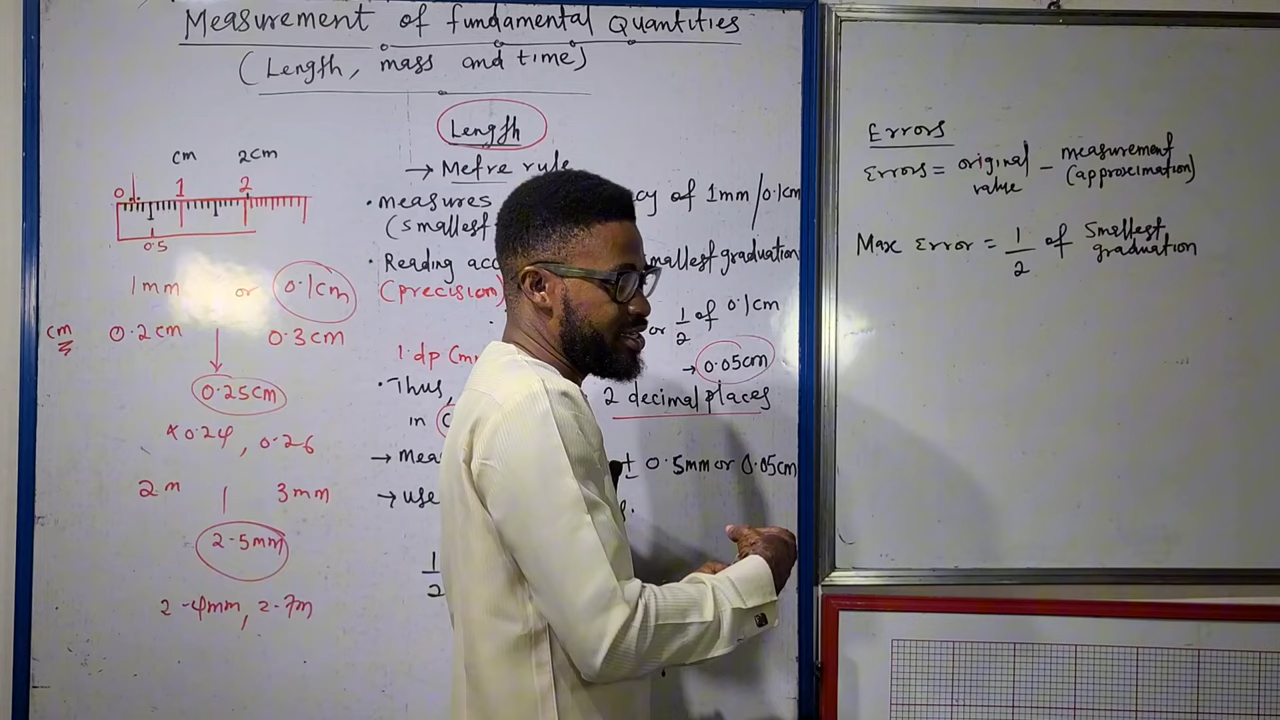 Measurement of fundamental Quantities
(Length, mass and time)
Length
→ Metre rule
cm 2cm
0 1 2
0.5
• measures cy of 1mm/0.1cm
(smallest
• Reading acc smallest graduation
(precision)
1mm or 0.1cm
or 1/2 of 0.1cm
cm 0.2cm 0.3cm
→ 0.05cm
1.dp
0.25cm
• Thus, 2 decimal places
in
0.24, 0.26
→ mea ± 0.5mm or 0.05cm
2m 3mm
→ use
2.5mm
1/2
2.4mm, 2.7m
Errors
Errors = original value - measurement (approximation)
Max Error = 1/2 of Smallest graduation